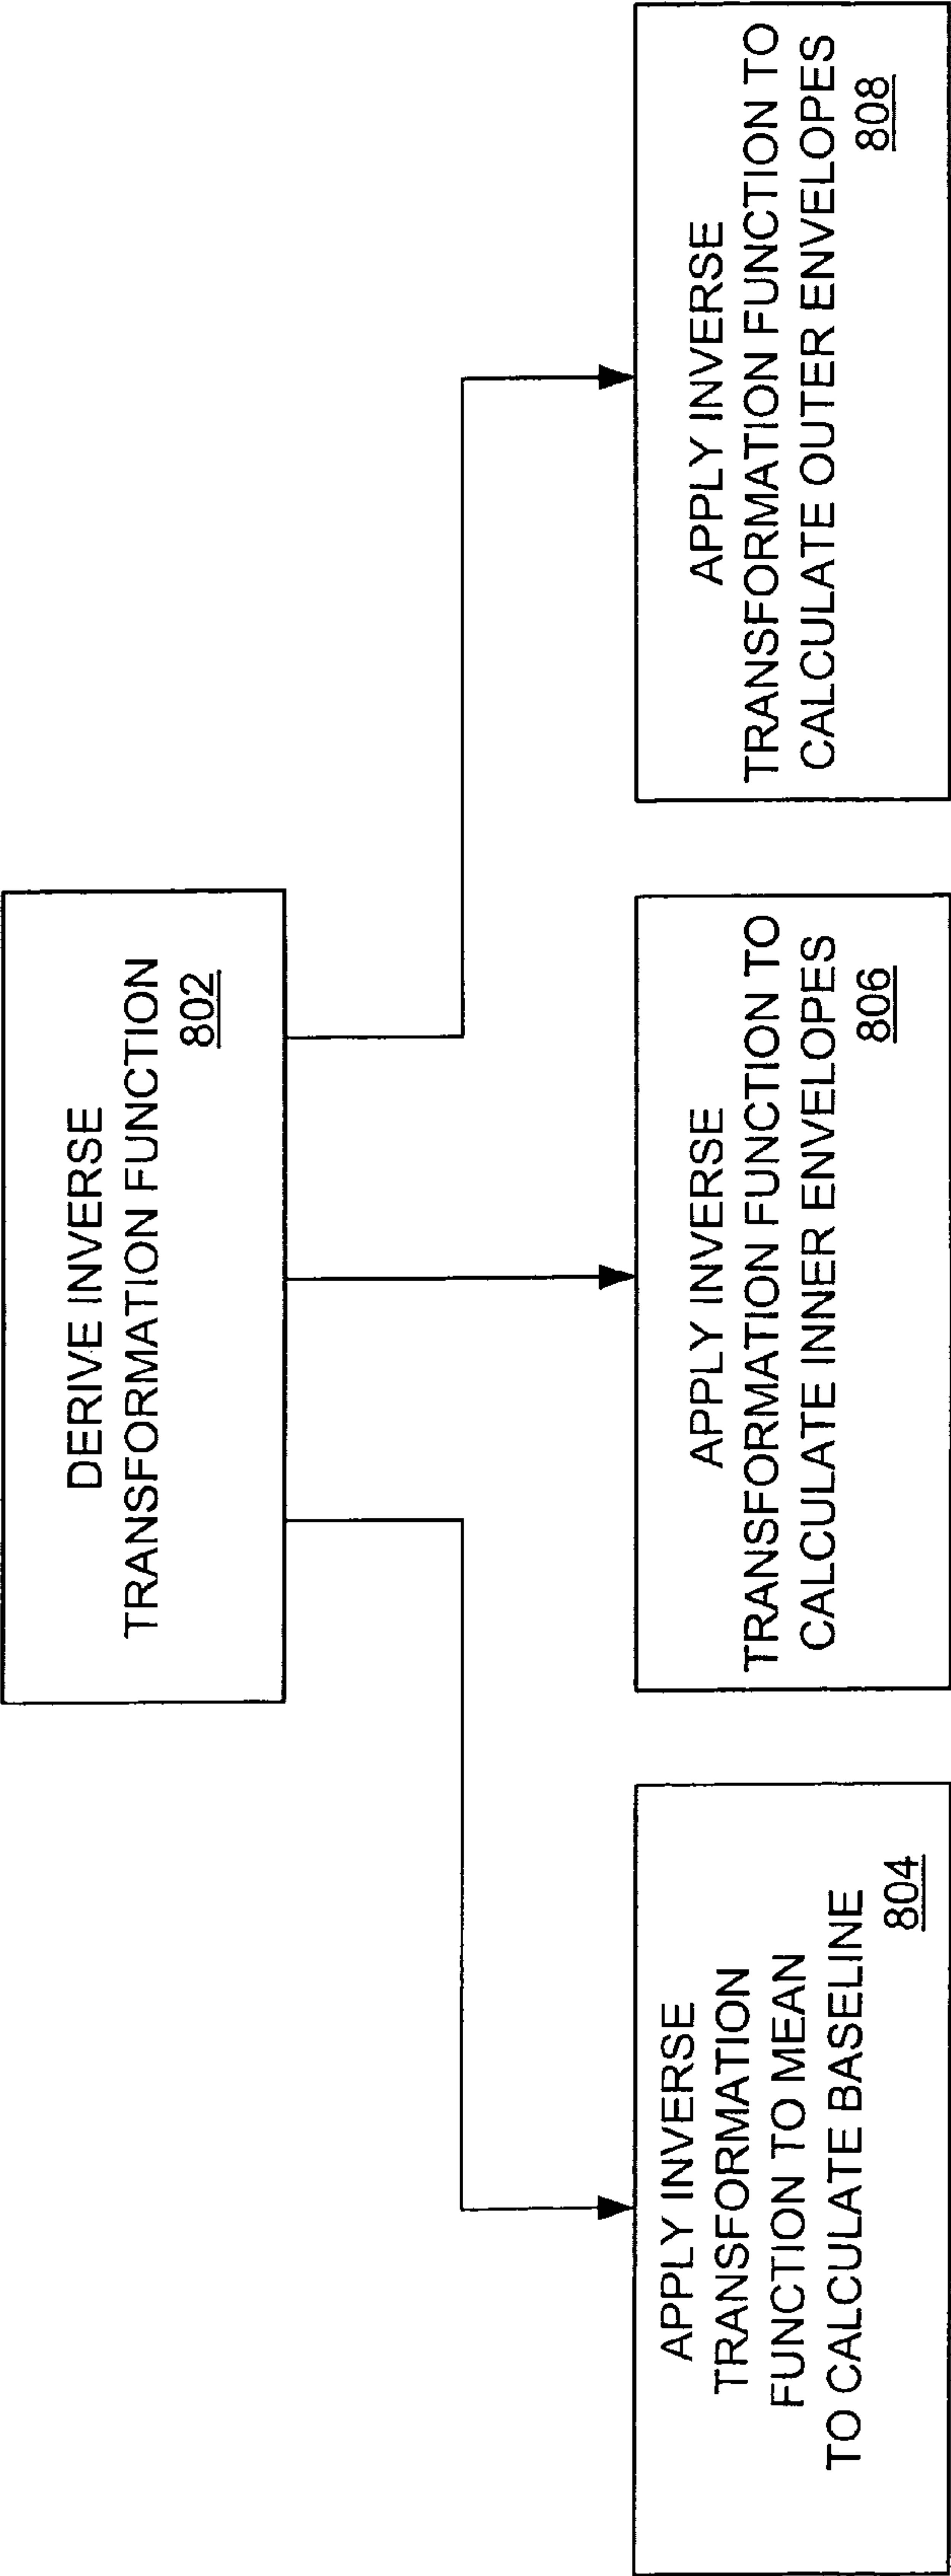 DERIVE INVERSE
TRANSFORMATION FUNCTION
802
APPLY INVERSE
TRANSFORMATION
FUNCTION TO MEAN
TO CALCULATE BASELINE
804
APPLY INVERSE
TRANSFORMATION FUNCTION TO
CALCULATE INNER ENVELOPES
806
APPLY INVERSE
TRANSFORMATION FUNCTION TO
CALCULATE OUTER ENVELOPES
808